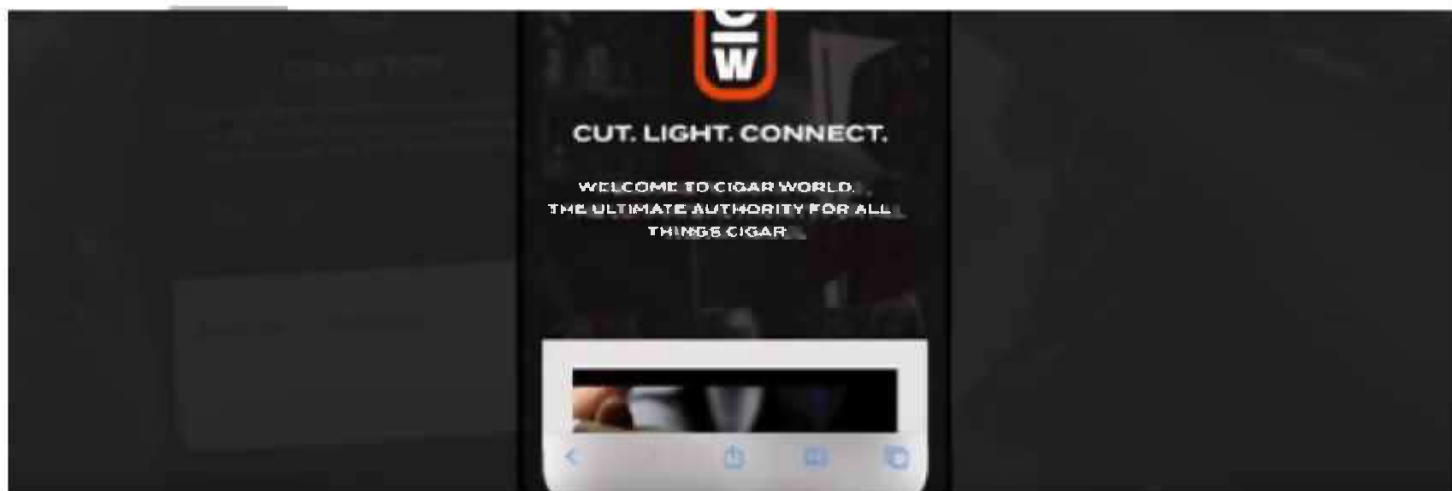 C
W
CUT. LIGHT. CONNECT.
WELCOME TO CIGAR WORLD.
THE ULTIMATE AUTHORITY FOR ALL
THINGS CIGAR